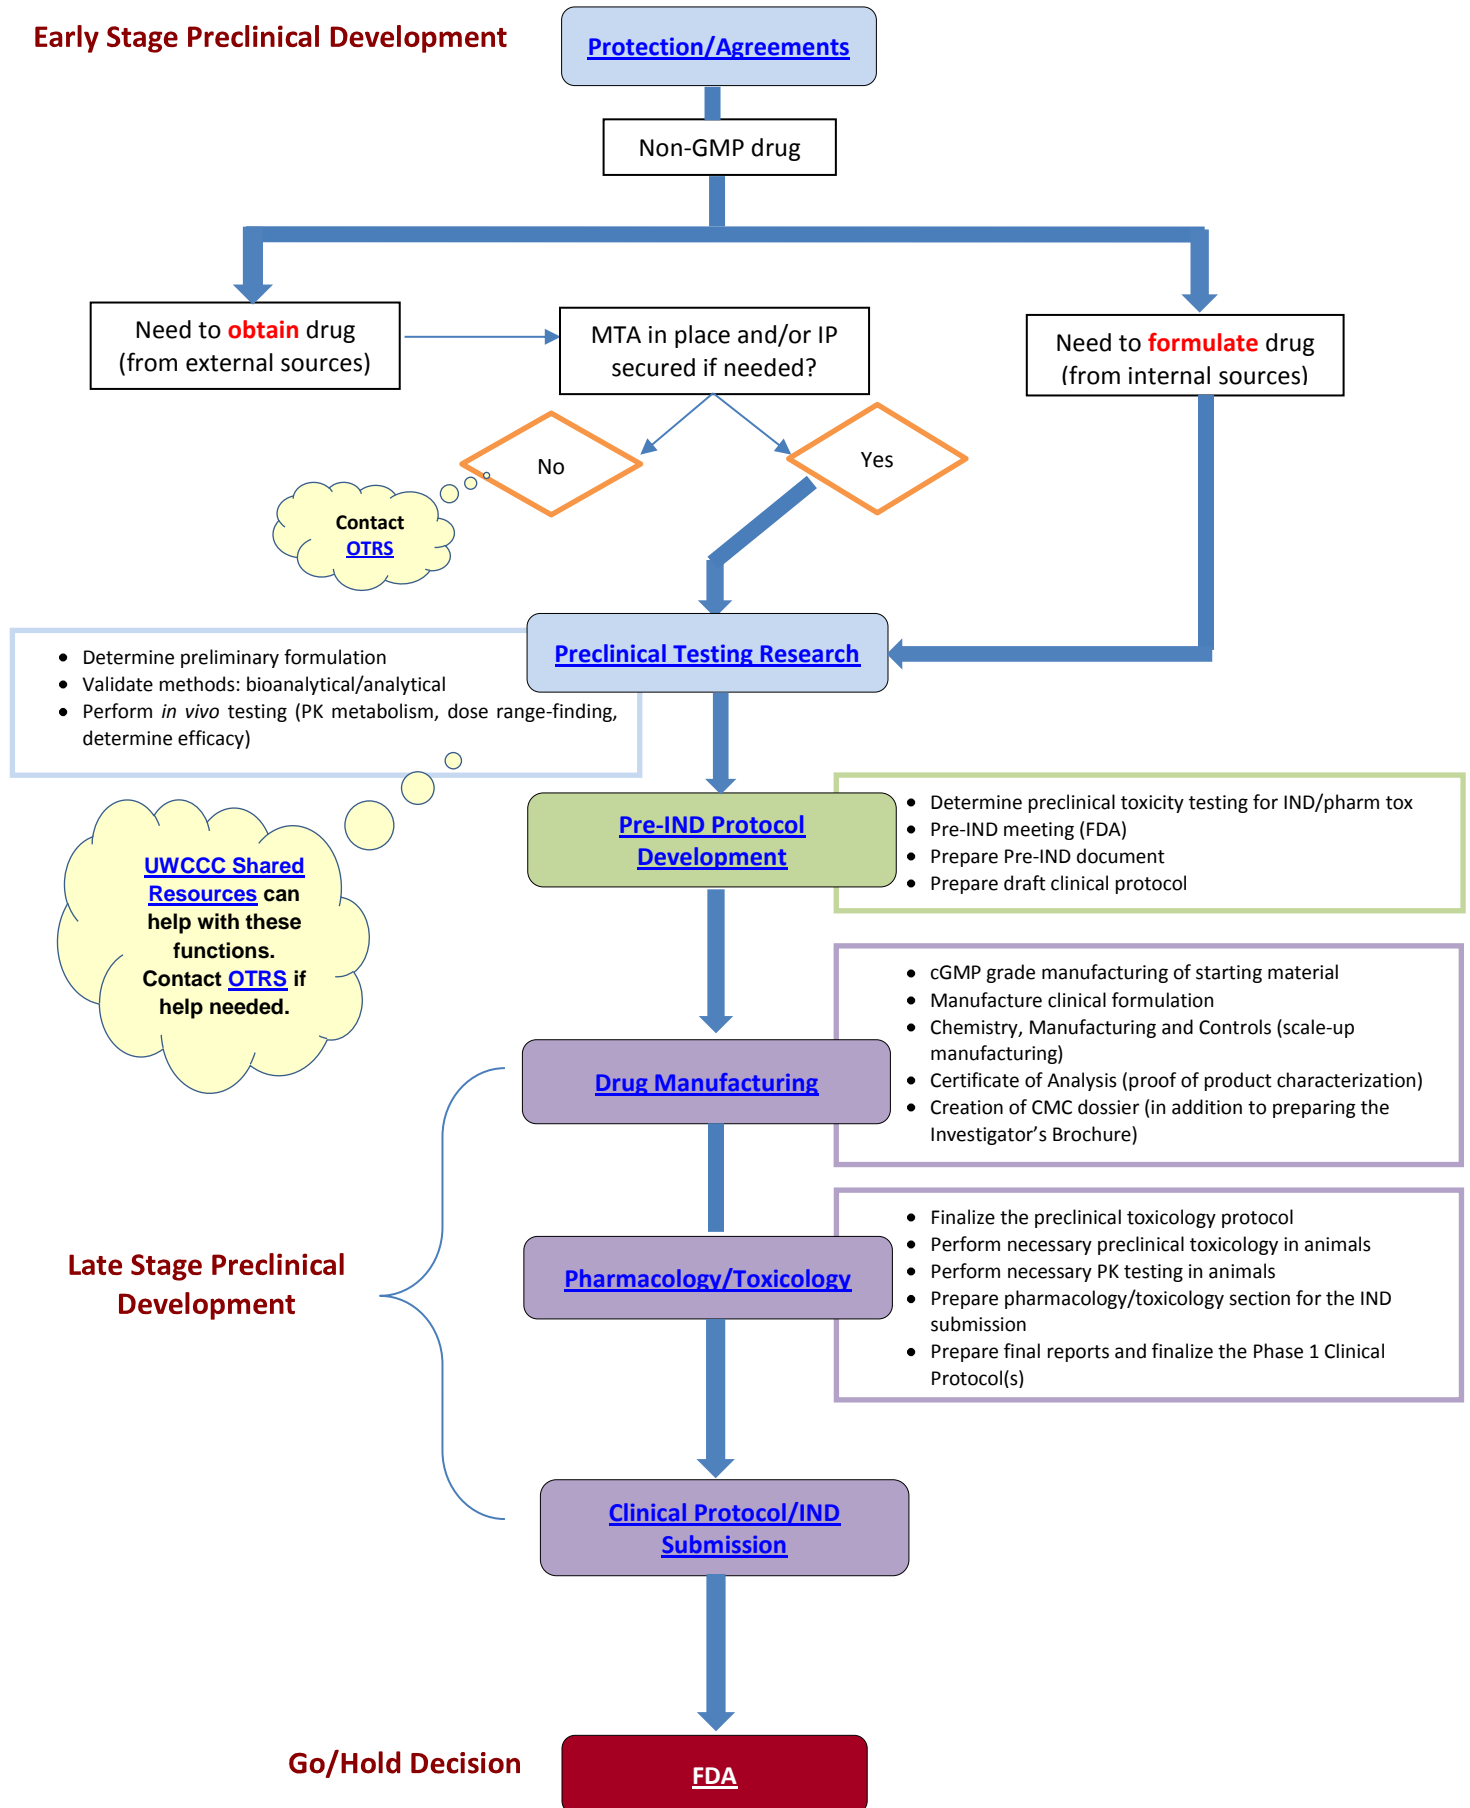 Early Stage Preclinical Development
Protection/Agreements
Non-GMP drug
Need to obtain drug
(from external sources)
MTA in place and/or IP
secured if needed?
Need to formulate drug
(from internal sources)
No
Yes
Contact
OTRS
Preclinical Testing Research
• Determine preliminary formulation
• Validate methods: bioanalytical/analytical
• Perform in vivo testing (PK metabolism, dose range-finding,
determine efficacy)
Pre-IND Protocol
Development
• Determine preclinical toxicity testing for IND/pharm tox
• Pre-IND meeting (FDA)
• Prepare Pre-IND document
• Prepare draft clinical protocol
UWCCC Shared
Resources can
help with these
functions.
Contact OTRS if
help needed.
• cGMP grade manufacturing of starting material
• Manufacture clinical formulation
• Chemistry, Manufacturing and Controls (scale-up
manufacturing)
• Certificate of Analysis (proof of product characterization)
• Creation of CMC dossier (in addition to preparing the
Investigator’s Brochure)
Drug Manufacturing
Late Stage Preclinical
Development
Pharmacology/Toxicology
• Finalize the preclinical toxicology protocol
• Perform necessary preclinical toxicology in animals
• Perform necessary PK testing in animals
• Prepare pharmacology/toxicology section for the IND
submission
• Prepare final reports and finalize the Phase 1 Clinical
Protocol(s)
Clinical Protocol/IND
Submission
Go/Hold Decision
FDA